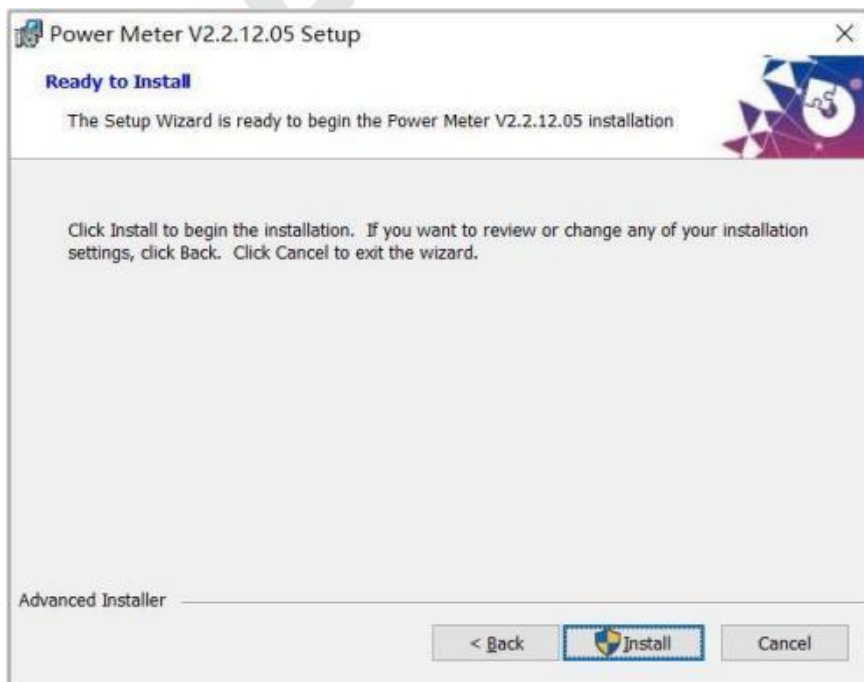 Power Meter V2.2.12.05 Setup
Ready to Install
The Setup Wizard is ready to begin the Power Meter V2.2.12.05 installation
Click Install to begin the installation. If you want to review or change any of your installation
settings, click Back. Click Cancel to exit the wizard.
Advanced Installer
< Back Install Cancel